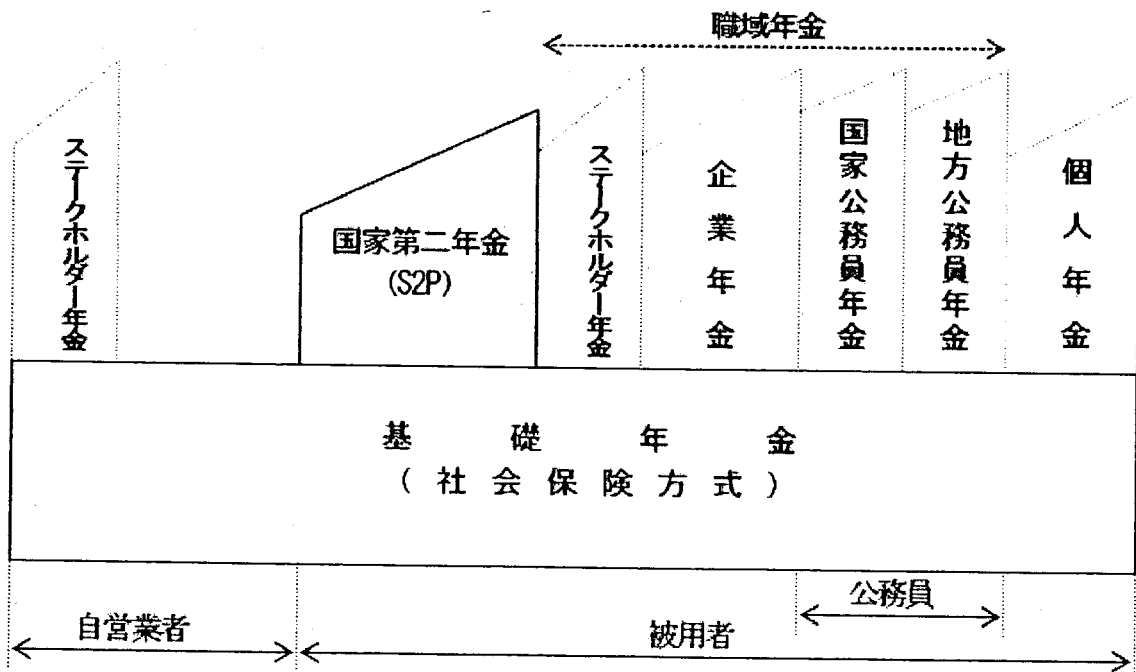 職域年金
ステークホルダー年金
国家第二年金
(S2P)
ステークホルダー年金
企業年金
国家公務員年金
地方公務員年金
個人年金
基礎年金
(社会保険方式)
公務員
自営業者
被用者